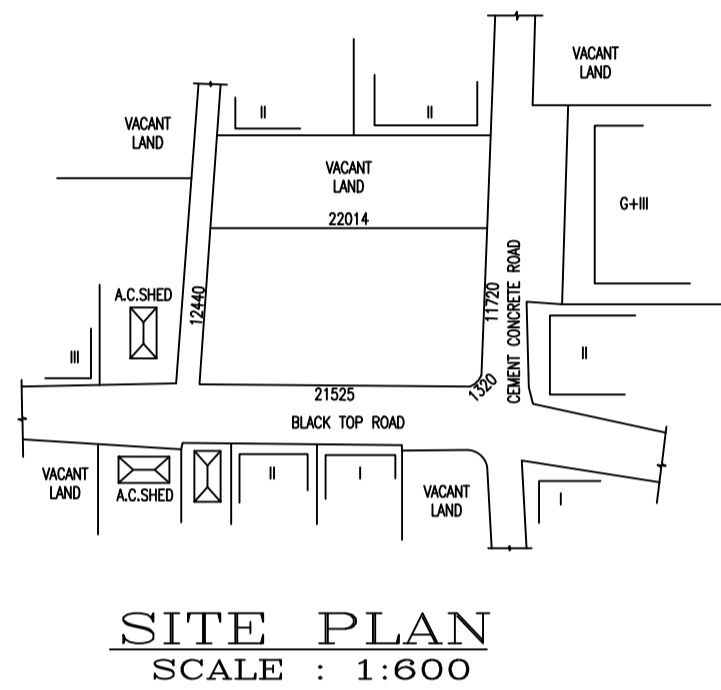 VACANT
LAND
II
II
VACANT
LAND
VACANT
LAND
22014
G+III
A.C.SHED
12440
11720
CEMENT CONCRETE ROAD
III
II
21525
1320
BLACK TOP ROAD
VACANT
LAND
A.C.SHED
II
I
VACANT
LAND
I
SITE PLAN
SCALE : 1:600